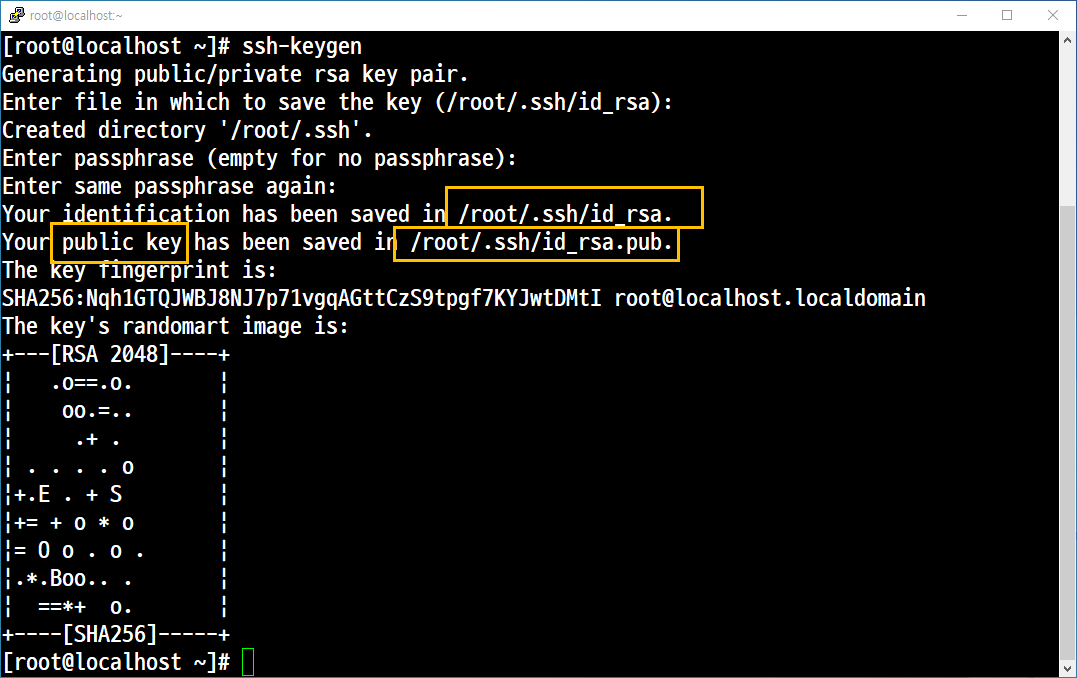 root@localhost:~
[root@localhost ~]# ssh-keygen
Generating public/private rsa key pair.
Enter file in which to save the key (/root/.ssh/id_rsa):
Created directory '/root/.ssh'.
Enter passphrase (empty for no passphrase):
Enter same passphrase again:
Your identification has been saved in /root/.ssh/id_rsa.
Your public key has been saved in /root/.ssh/id_rsa.pub.
The key fingerprint is:
SHA256:Nqh1GTQJWBJ8NJ7p71vgqAGttCzS9tpgf7KYJwtDMtI root@localhost.localdomain
The key's randomart image is:
+---[RSA 2048]----+
|   .o==.o.       |
|    oo.=..       |
|     .+ .        |
| . . . . o       |
|+.E . + S        |
|+= + o * o       |
|= O o . o .      |
|.*.Boo.. .       |
|  ==*+  o.       |
+----[SHA256]-----+
[root@localhost ~]#